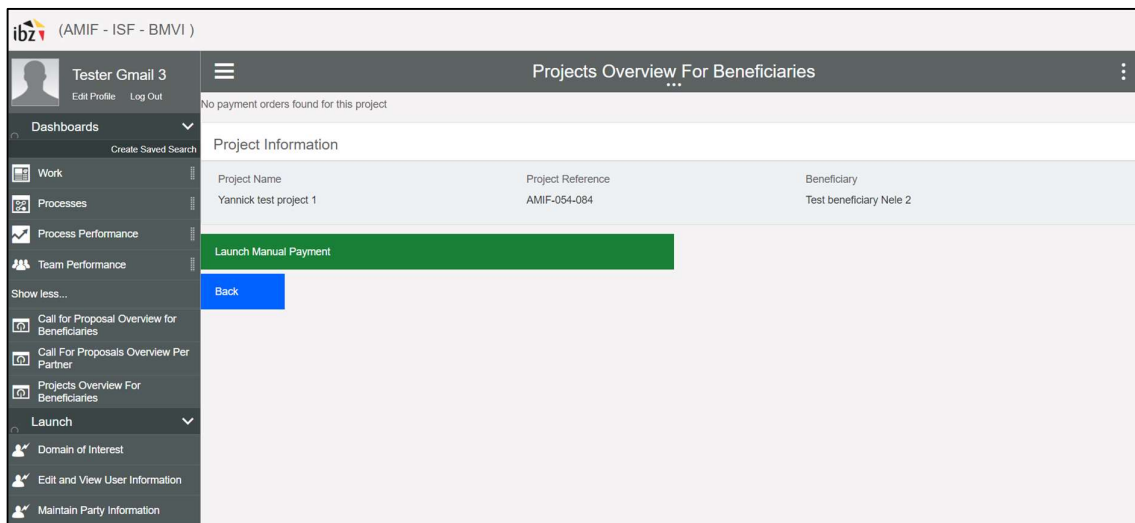 ibz (AMIF - ISF - BMVI )
Tester Gmail 3
Edit Profile Log Out
Projects Overview For Beneficiaries
No payment orders found for this project
Dashboards
Create Saved Search
Work
Processes
Process Performance
Team Performance
Show less...
Call for Proposal Overview for
Beneficiaries
Call For Proposals Overview Per
Partner
Projects Overview For
Beneficiaries
Launch
Domain of Interest
Edit and View User Information
Maintain Party Information
Project Information
Project Name Project Reference Beneficiary
Yannick test project 1 AMIF-054-084 Test beneficiary Nele 2
Launch Manual Payment
Back